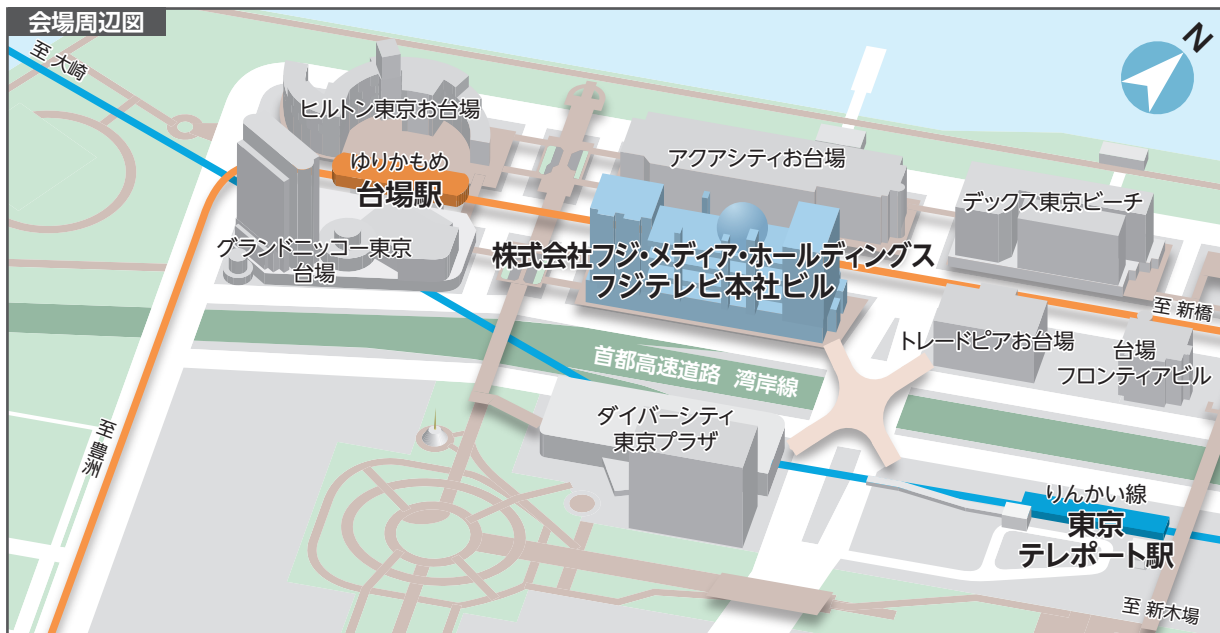 会場周辺図
N
至 大崎
ヒルトン東京お台場
ゆりかもめ
台場駅
アクアシティお台場
デックス東京ビーチ
グランドニッコー東京
台場
株式会社フジ・メディア・ホールディングス
フジテレビ本社ビル
至 新橋
トレードピアお台場
台場
フロンティアビル
首都高速道路 湾岸線
ダイバーシティ
東京プラザ
至 豊洲
りんかい線
東京
テレポート駅
至 新木場